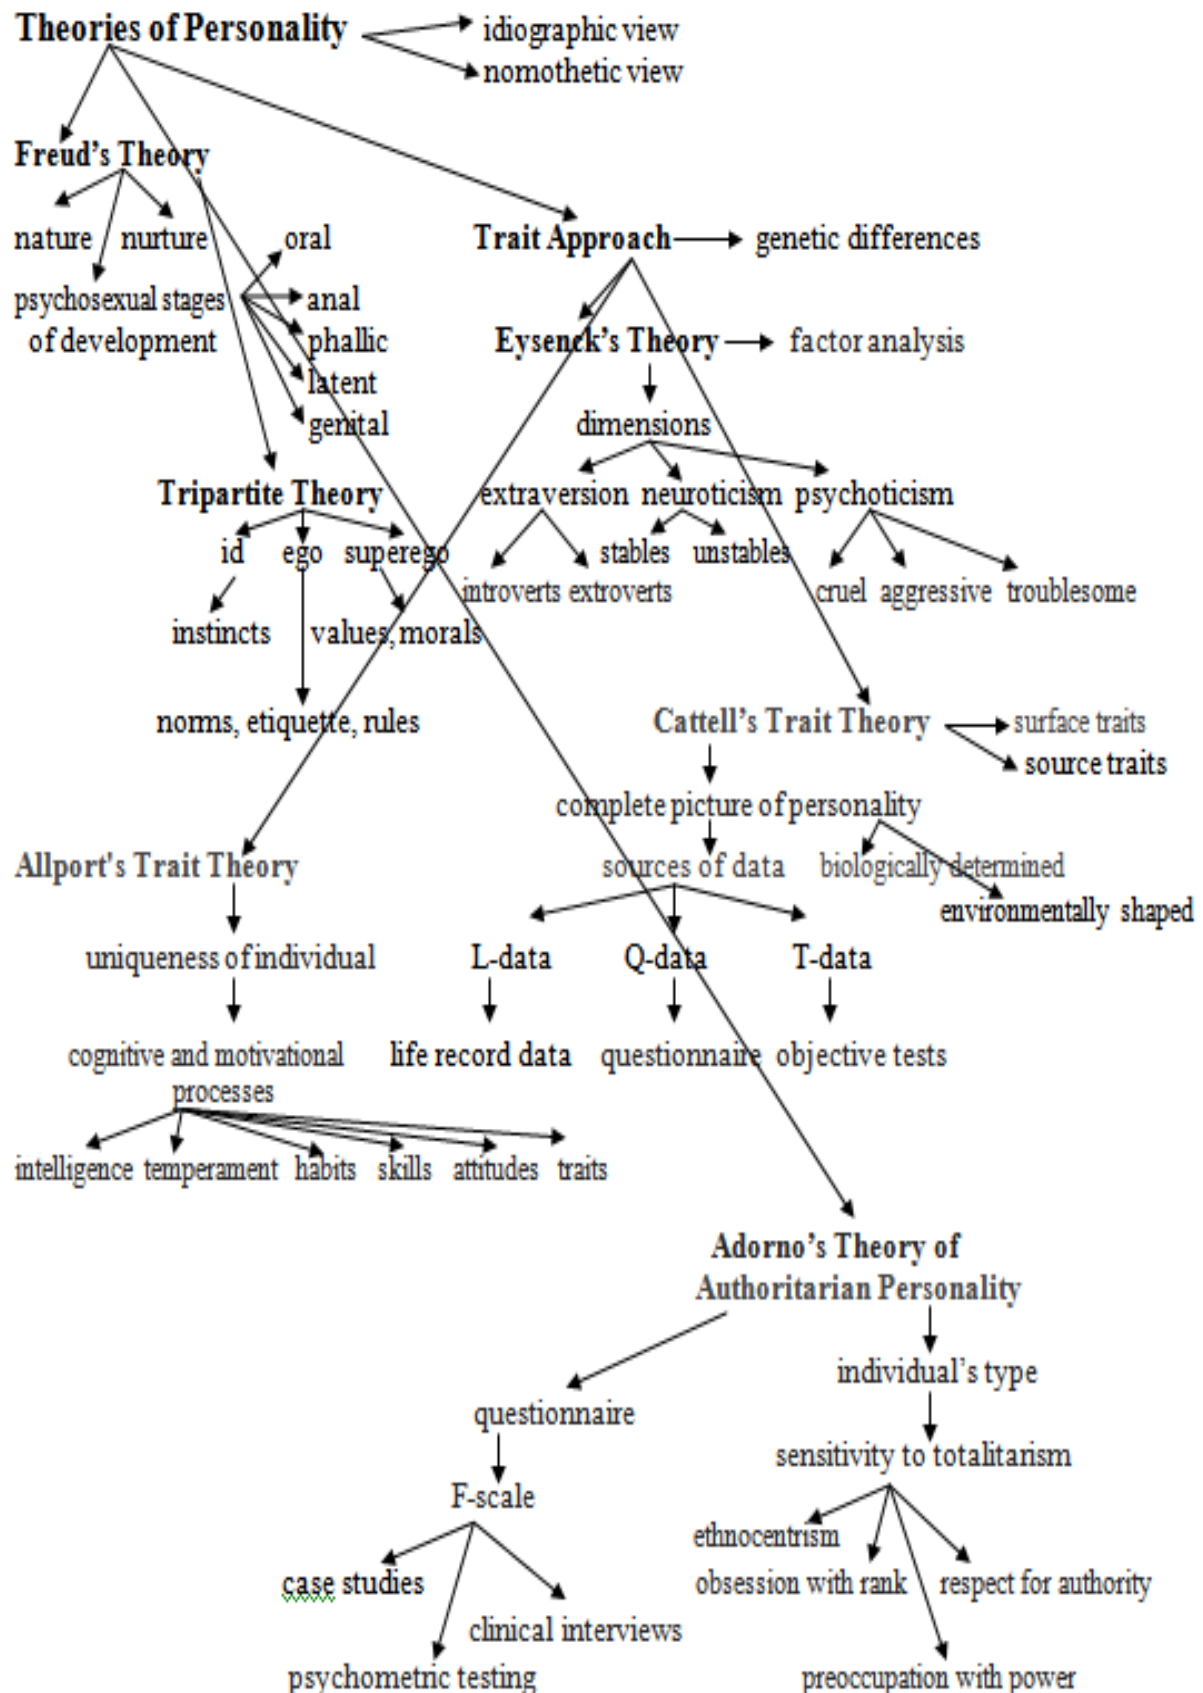 Theories of Personality
idiographic view
nomothetic view
Freud's Theory
nature nurture oral
Trait Approach genetic differences
psychosexual stages anal
of development phallic
Eysenck's Theory factor analysis
latent
genital
dimensions
Tripartite Theory extraversion neuroticism psychoticism
id ego superego stables unstables
introverts extroverts cruel aggressive troublesome
instincts values, morals
norms, etiquette, rules
Cattell's Trait Theory surface traits
source traits
complete picture of personality
Allport's Trait Theory sources of data biologically determined
environmentally shaped
uniqueness of individual L-data Q-data T-data
cognitive and motivational life record data questionnaire objective tests
processes
intelligence temperament habits skills attitudes traits
Adorno's Theory of
Authoritarian Personality
individual's type
questionnaire
sensitivity to totalitarism
F-scale
ethnocentrism
case studies obsession with rank respect for authority
clinical interviews
psychometric testing preoccupation with power